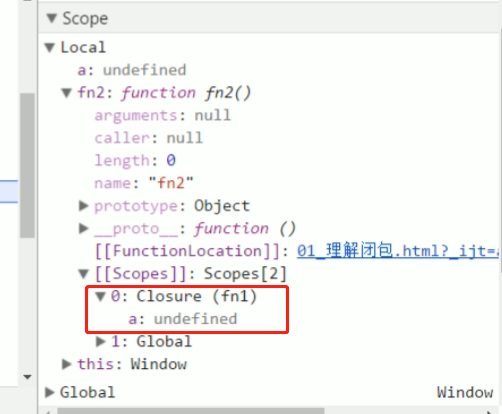 Scope
Local
a: undefined
fn2: function fn2()
arguments: null
caller: null
length: 0
name: "fn2"
prototype: Object
__proto__: function ()
[[FunctionLocation]]: 01_理解闭包.html?_ijt=
[[Scopes]]: Scopes[2]
0: Closure (fn1)
a: undefined
1: Global
this: Window
Global Window